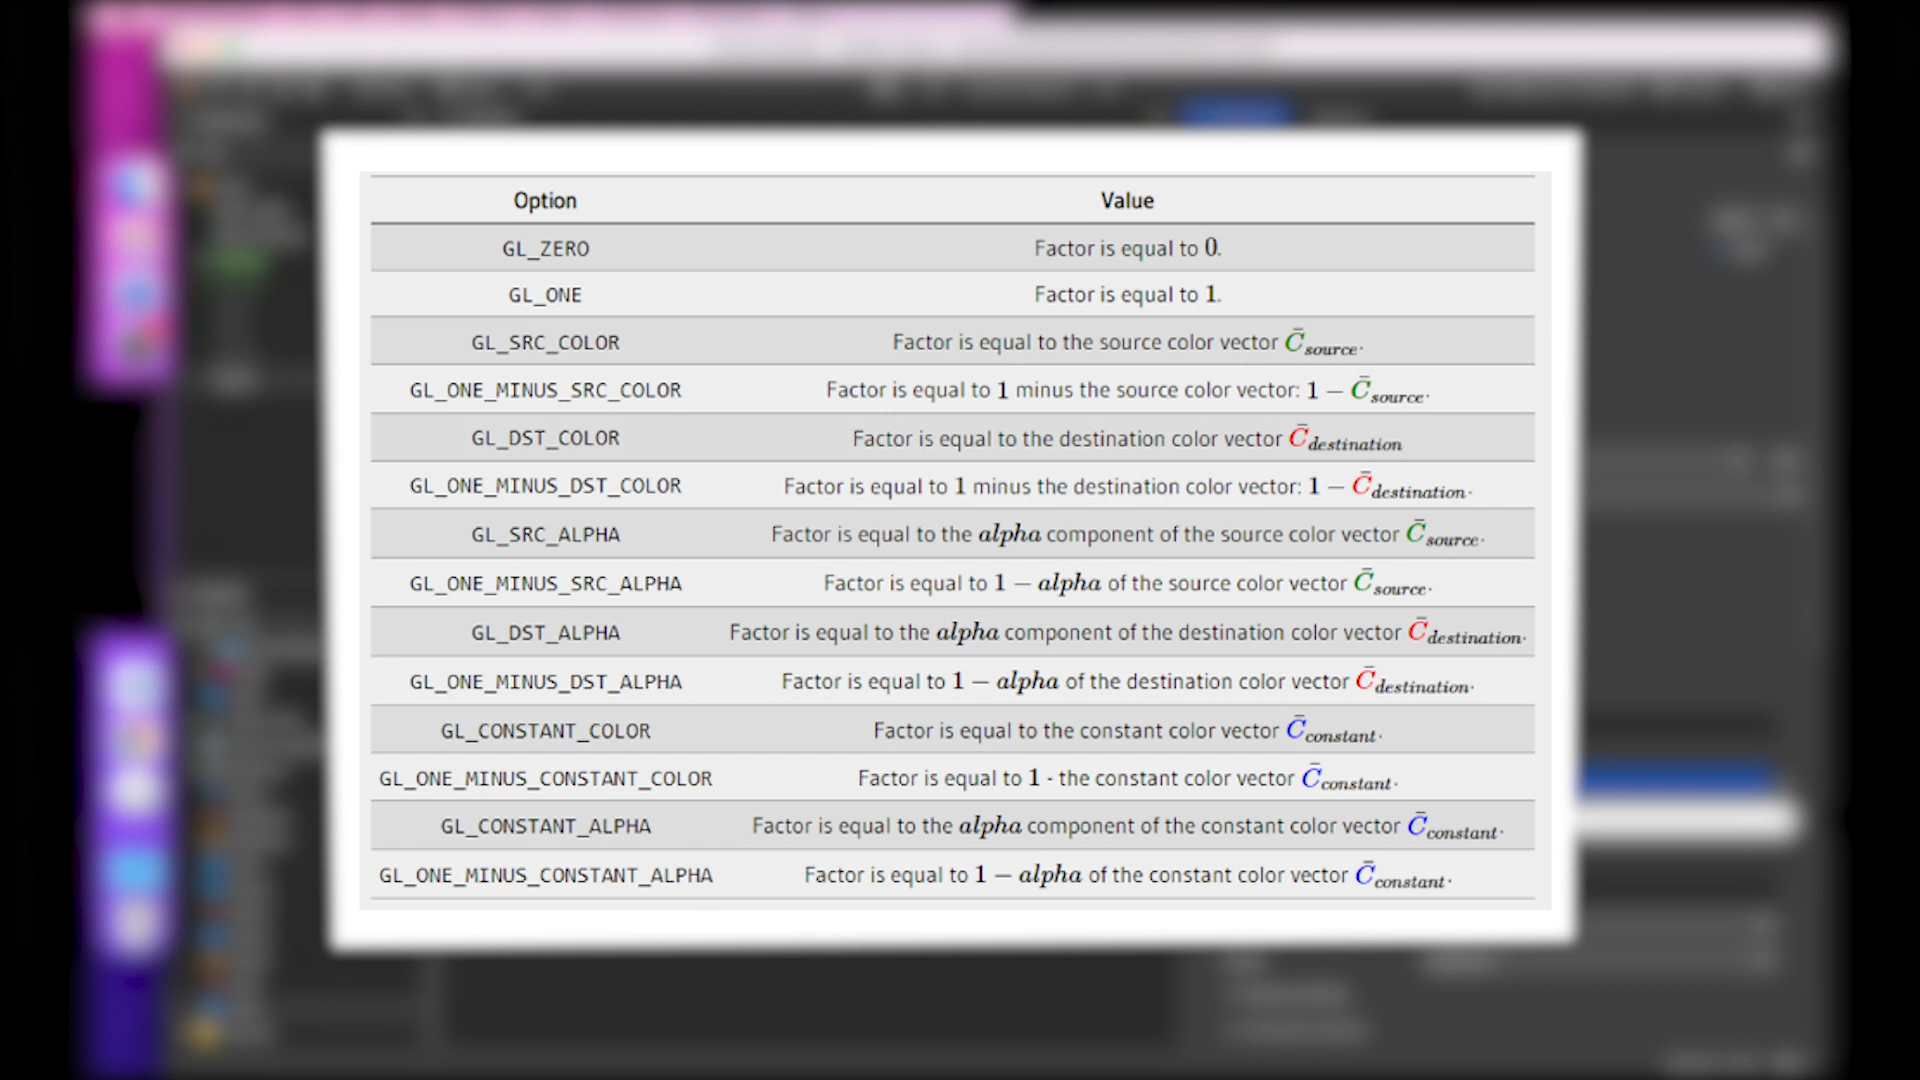 Option Value
GL_ZERO Factor is equal to 0.
GL_ONE Factor is equal to 1.
GL_SRC_COLOR Factor is equal to the source color vector C̄source.
GL_ONE_MINUS_SRC_COLOR Factor is equal to 1 minus the source color vector: 1 − C̄source.
GL_DST_COLOR Factor is equal to the destination color vector C̄destination
GL_ONE_MINUS_DST_COLOR Factor is equal to 1 minus the destination color vector: 1 − C̄destination.
GL_SRC_ALPHA Factor is equal to the alpha component of the source color vector C̄source.
GL_ONE_MINUS_SRC_ALPHA Factor is equal to 1 − alpha of the source color vector C̄source.
GL_DST_ALPHA Factor is equal to the alpha component of the destination color vector C̄destination.
GL_ONE_MINUS_DST_ALPHA Factor is equal to 1 − alpha of the destination color vector C̄destination.
GL_CONSTANT_COLOR Factor is equal to the constant color vector C̄constant.
GL_ONE_MINUS_CONSTANT_COLOR Factor is equal to 1 - the constant color vector C̄constant.
GL_CONSTANT_ALPHA Factor is equal to the alpha component of the constant color vector C̄constant.
GL_ONE_MINUS_CONSTANT_ALPHA Factor is equal to 1 − alpha of the constant color vector C̄constant.